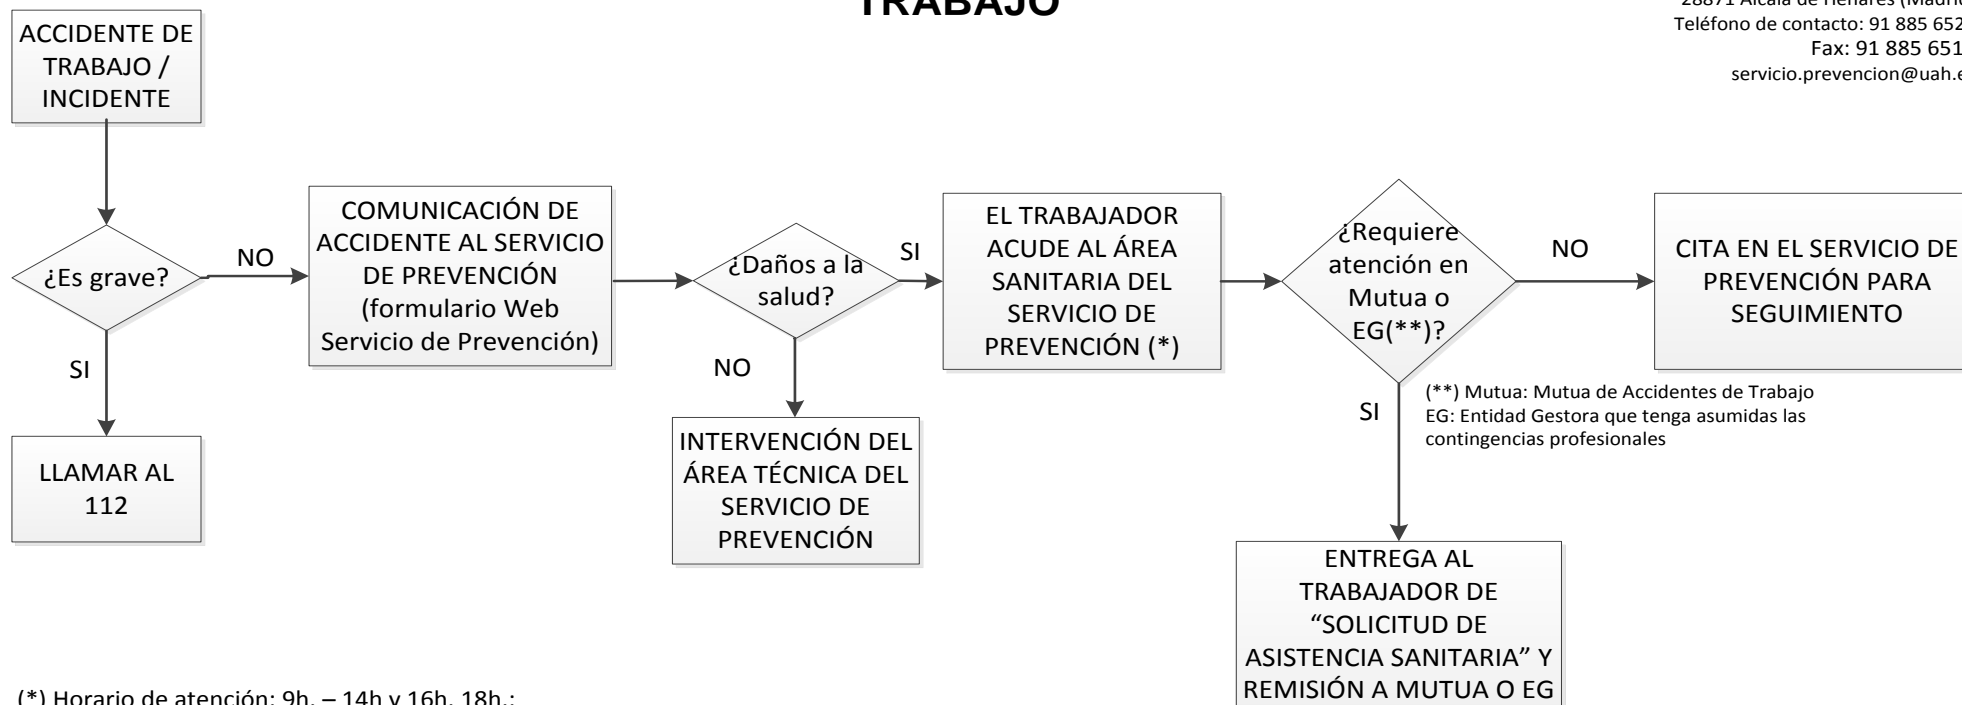 TRABAJO
28871 Alcalá de Henares (Madrid
Teléfono de contacto: 91 885 652
Fax: 91 885 651
servicio.prevencion@uah.e
ACCIDENTE DE
TRABAJO /
INCIDENTE
¿Es grave?
NO
SI
LLAMAR AL
112
COMUNICACIÓN DE
ACCIDENTE AL SERVICIO
DE PREVENCIÓN
(formulario Web
Servicio de Prevención)
¿Daños a la
salud?
SI
NO
INTERVENCIÓN DEL
ÁREA TÉCNICA DEL
SERVICIO DE
PREVENCIÓN
EL TRABAJADOR
ACUDE AL ÁREA
SANITARIA DEL
SERVICIO DE
PREVENCIÓN (*)
¿Requiere
atención en
Mutua o
EG(**)?
NO
CITA EN EL SERVICIO DE
PREVENCIÓN PARA
SEGUIMIENTO
SI
(**) Mutua: Mutua de Accidentes de Trabajo
EG: Entidad Gestora que tenga asumidas las
contingencias profesionales
ENTREGA AL
TRABAJADOR DE
“SOLICITUD DE
ASISTENCIA SANITARIA” Y
REMISIÓN A MUTUA O EG
(*) Horario de atención: 9h. – 14h y 16h. 18h.;